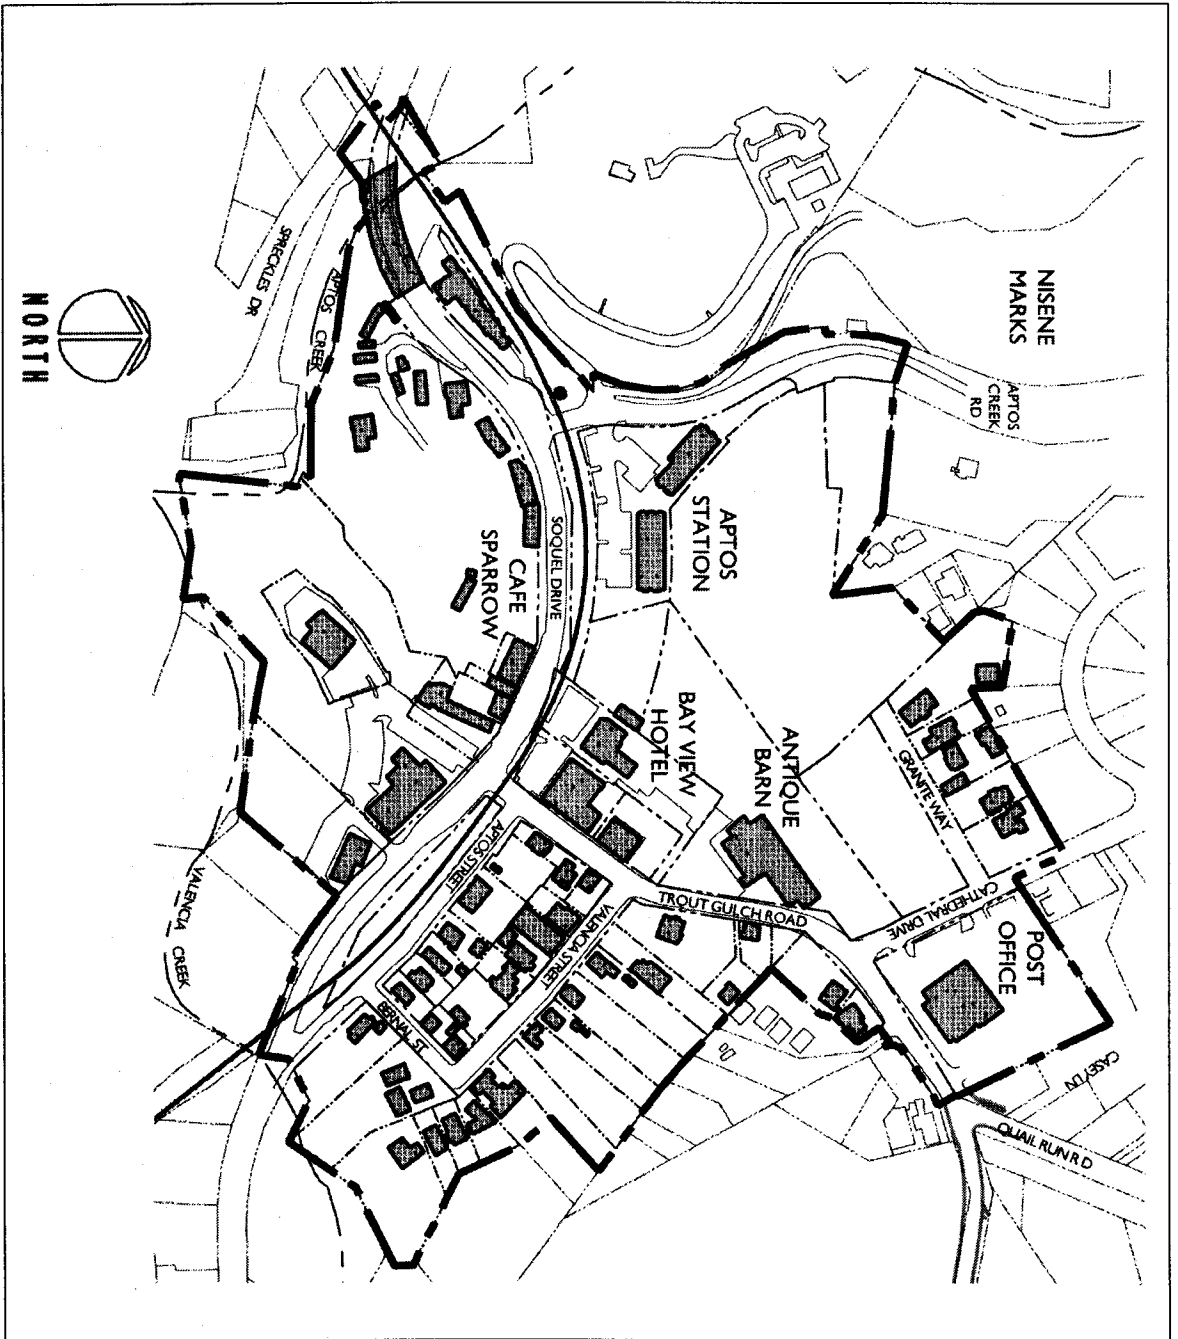 NISENE
MARKS
APTOS
CREEK
RD
SPRECKLES DR
APTOS CREEK
NORTH
APTOS
STATION
SOQUEL DRIVE
CAFE
SPARROW
BAY VIEW
HOTEL
ANTIQUE
BARN
GRANITE WAY
CATHEDRAL DRIVE
POST
OFFICE
TROUT GULCH ROAD
APTOS STREET
VALENCIA STREET
BERNAL ST.
VALENCIA CREEK
CASEY LN
QUAIL RUN RD